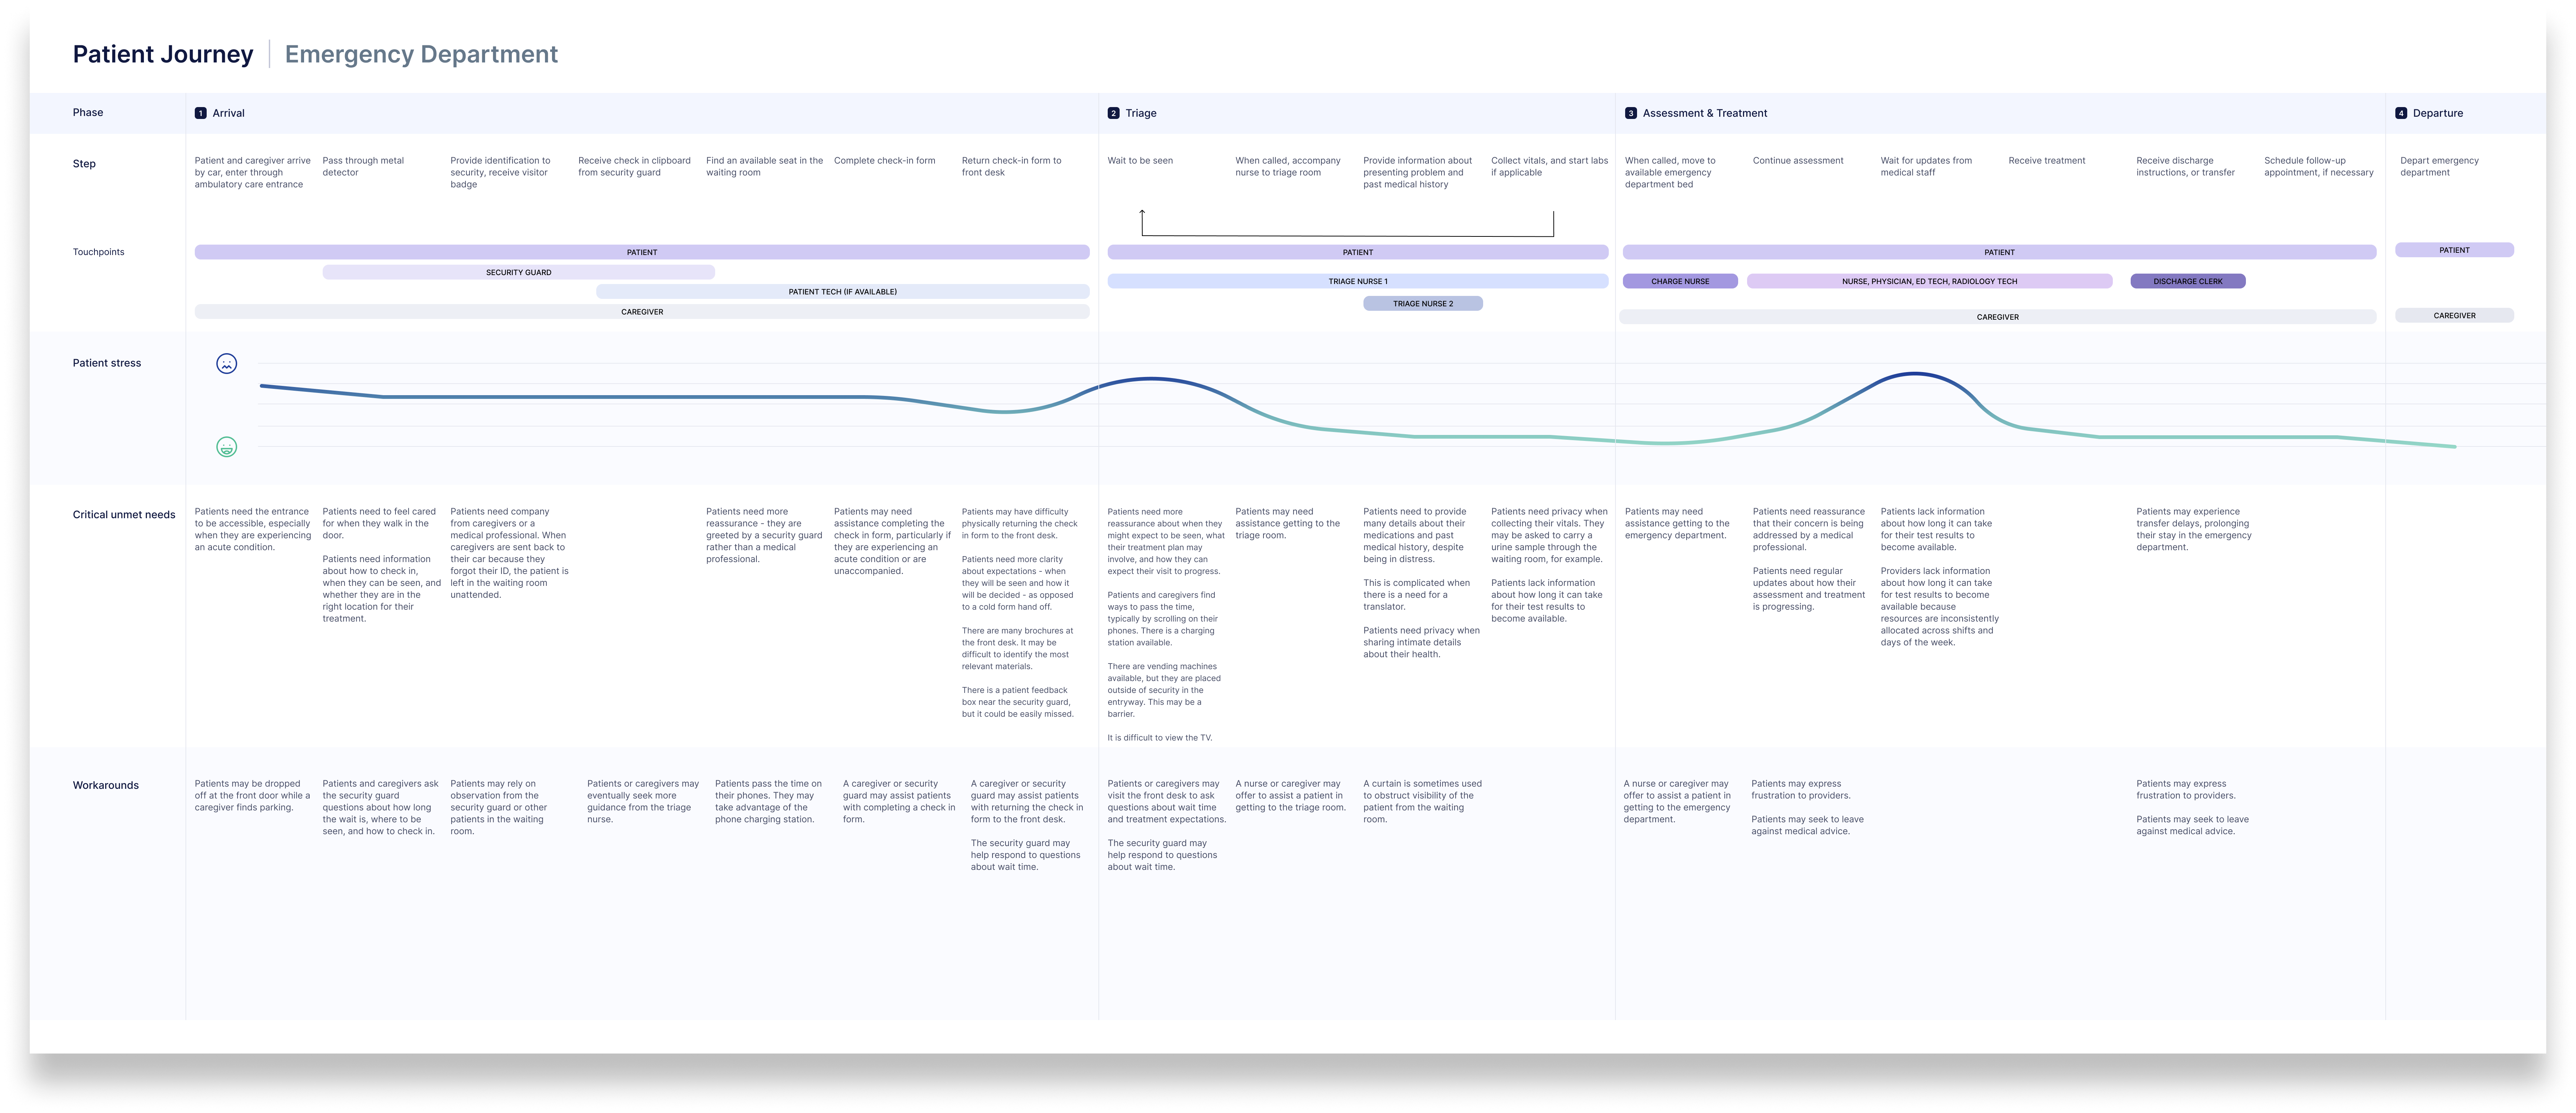 Patient Journey | Emergency Department
Phase
1 Arrival
2 Triage
3 Assessment & Treatment
4 Departure
Step
Patient and caregiver arrive
by car, enter through
ambulatory care entrance
Pass through metal
detector
Provide identification to
security, receive visitor
badge
Receive check in clipboard
from security guard
Find an available seat in the
waiting room
Complete check-in form
Return check-in form to
front desk
Wait to be seen
When called, accompany
nurse to triage room
Provide information about
presenting problem and
past medical history
Collect vitals, and start labs
if applicable
When called, move to
available emergency
department bed
Continue assessment
Wait for updates from
medical staff
Receive treatment
Receive discharge
instructions, or transfer
Schedule follow-up
appointment, if necessary
Depart emergency
department
Touchpoints
PATIENT
SECURITY GUARD
PATIENT TECH (IF AVAILABLE)
CAREGIVER
PATIENT
TRIAGE NURSE 1
TRIAGE NURSE 2
PATIENT
CHARGE NURSE
NURSE, PHYSICIAN, ED TECH, RADIOLOGY TECH
DISCHARGE CLERK
CAREGIVER
PATIENT
CAREGIVER
Patient stress
Critical unmet needs
Patients need the entrance
to be accessible, especially
when they are experiencing
an acute condition.
Patients need to feel cared
for when they walk in the
door.
Patients need information
about how to check in,
when they can be seen, and
whether they are in the
right location for their
treatment.
Patients need company
from caregivers or a
medical professional. When
caregivers are sent back to
their car because they
forgot their ID, the patient is
left in the waiting room
unattended.
Patients need more
reassurance - they are
greeted by a security guard
rather than a medical
professional.
Patients may need
assistance completing the
check in form, particularly if
they are experiencing an
acute condition or are
unaccompanied.
Patients may have difficulty
physically returning the check
in form to the front desk.
Patients need more clarity
about expectations - when
they will be seen and how it
will be decided - as opposed
to a cold form hand off.
There are many brochures at
the front desk. It may be
difficult to identify the most
relevant materials.
There is a patient feedback
box near the security guard,
but it could be easily missed.
Patients need more
reassurance about when they
might expect to be seen, what
their treatment plan may
involve, and how they can
expect their visit to progress.
Patients and caregivers find
ways to pass the time,
typically by scrolling on their
phones. There is a charging
station available.
There are vending machines
available, but they are placed
outside of security in the
entryway. This may be a
barrier.
It is difficult to view the TV.
Patients may need
assistance getting to the
triage room.
Patients need to provide
many details about their
medications and past
medical history, despite
being in distress.
This is complicated when
there is a need for a
translator.
Patients need privacy when
sharing intimate details
about their health.
Patients need privacy when
collecting their vitals. They
may be asked to carry a
urine sample through the
waiting room, for example.
Patients lack information
about how long it can take
for their test results to
become available.
Patients may need
assistance getting to the
emergency department.
Patients need reassurance
that their concern is being
addressed by a medical
professional.
Patients need regular
updates about how their
assessment and treatment
is progressing.
Patients lack information
about how long it can take
for their test results to
become available.
Providers lack information
about how long it can take
for test results to become
available because
resources are inconsistently
allocated across shifts and
days of the week.
Patients may experience
transfer delays, prolonging
their stay in the emergency
department.
Workarounds
Patients may be dropped
off at the front door while a
caregiver finds parking.
Patients and caregivers ask
the security guard
questions about how long
the wait is, where to be
seen, and how to check in.
Patients may rely on
observation from the
security guard or other
patients in the waiting
room.
Patients or caregivers may
eventually seek more
guidance from the triage
nurse.
Patients pass the time on
their phones. They may
take advantage of the
phone charging station.
A caregiver or security
guard may assist patients
with completing a check in
form.
A caregiver or security
guard may assist patients
with returning the check in
form to the front desk.
The security guard may
help respond to questions
about wait time.
Patients or caregivers may
visit the front desk to ask
questions about wait time
and treatment expectations.
The security guard may
help respond to questions
about wait time.
A nurse or caregiver may
offer to assist a patient in
getting to the triage room.
A curtain is sometimes used
to obstruct visibility of the
patient from the waiting
room.
A nurse or caregiver may
offer to assist a patient in
getting to the emergency
department.
Patients may express
frustration to providers.
Patients may seek to leave
against medical advice.
Patients may express
frustration to providers.
Patients may seek to leave
against medical advice.